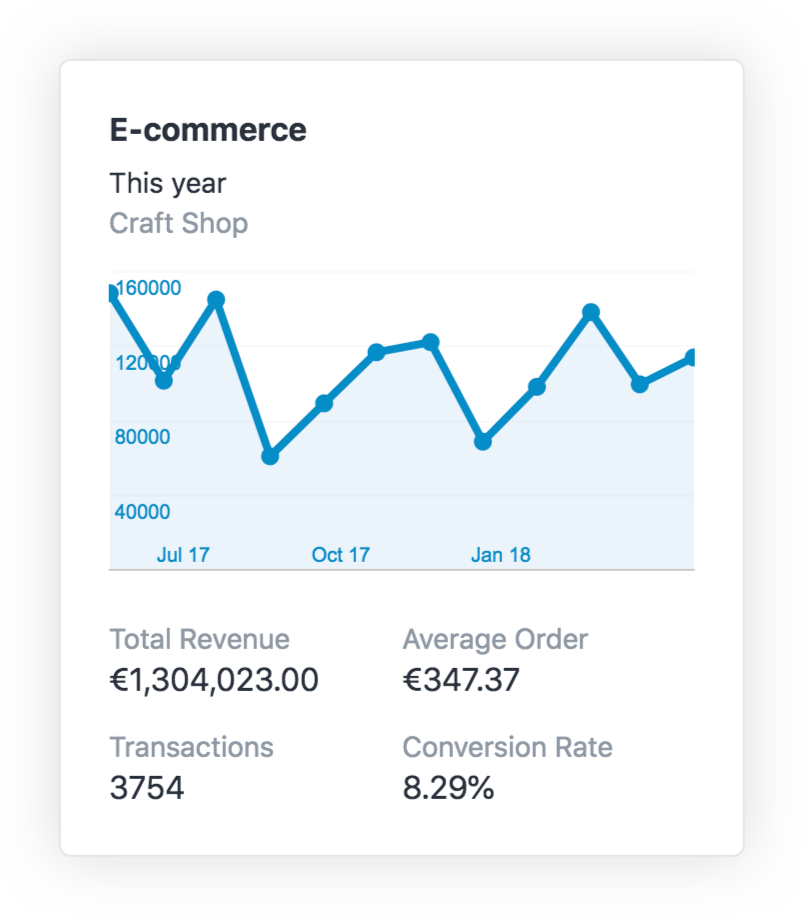 E-commerce
This year
Craft Shop
160000
120000
80000
40000
Jul 17 Oct 17 Jan 18
Total Revenue Average Order
€1,304,023.00 €347.37
Transactions Conversion Rate
3754 8.29%